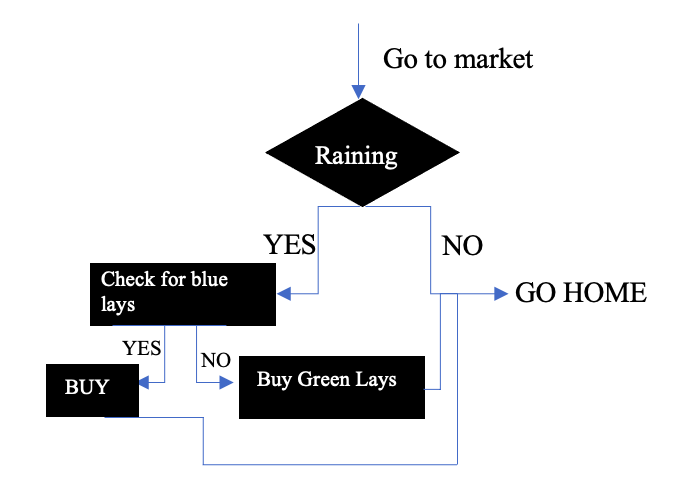 Go to market
Raining
YES
NO
Check for blue
lays
GO HOME
YES
NO
BUY
Buy Green Lays